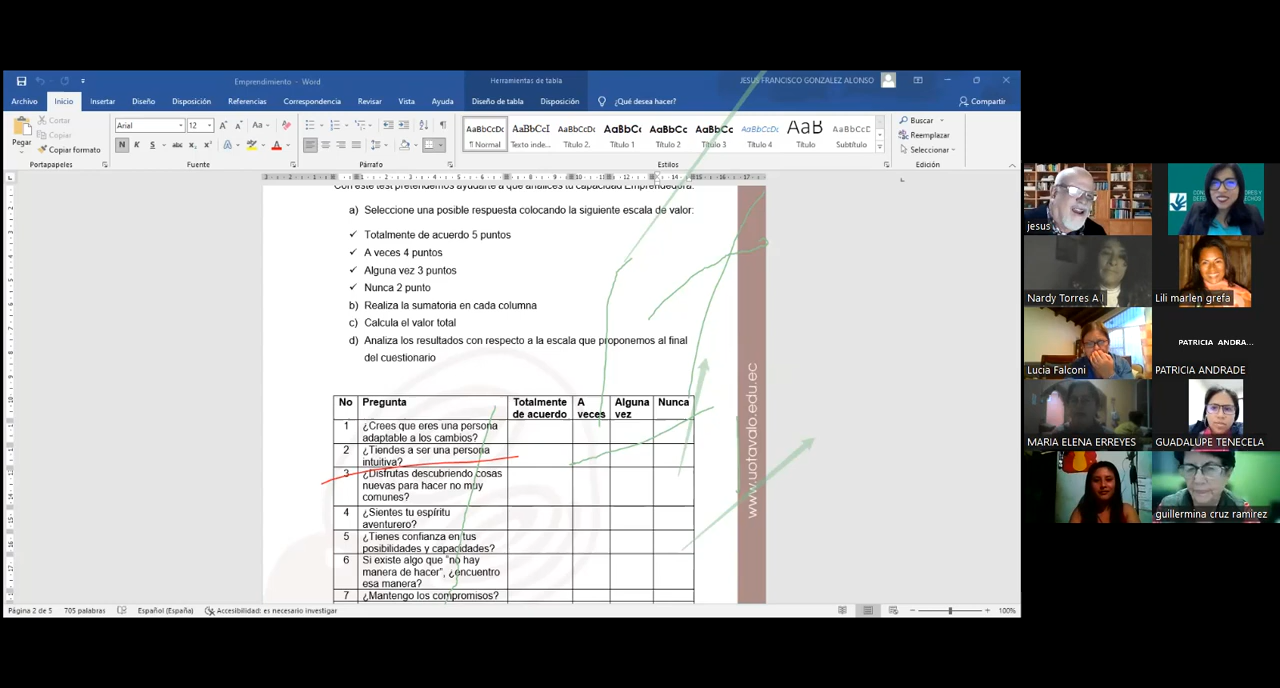 Emprendimiento - Word
Herramientas de tabla
JESUS FRANCISCO GONZALEZ ALONSO
Archivo Inicio Insertar Diseño Disposición Referencias Correspondencia Revisar Vista Ayuda Diseño de tabla Disposición ¿Qué desea hacer? Compartir
Pegar
Cortar
Copiar
Copiar formato
Portapapeles
Arial 12
Fuente
Párrafo
AaBbCcDc AaBbCcI AaBbCcDc AaBbCc AaBbCc AaBbCc AaBbCcDc AaB AaBbCcC
¶ Normal Texto inde... Título 2. Título 1 Título 2 Título 3 Título 4 Título Subtítulo
Estilos
Buscar
Reemplazar
Seleccionar
Edición
Con este test pretendemos ayudarte a que analices tu capacidad Emprendedora.
a) Seleccione una posible respuesta colocando la siguiente escala de valor:
✓ Totalmente de acuerdo 5 puntos
✓ A veces 4 puntos
✓ Alguna vez 3 puntos
✓ Nunca 2 punto
b) Realiza la sumatoria en cada columna
c) Calcula el valor total
d) Analiza los resultados con respecto a la escala que proponemos al final
del cuestionario
No Pregunta Totalmente de acuerdo A veces Alguna vez Nunca
1 ¿Crees que eres una persona
adaptable a los cambios?
2 ¿Tiendes a ser una persona
intuitiva?
3 ¿Disfrutas descubriendo cosas
nuevas para hacer no muy
comunes?
4 ¿Sientes tu espíritu
aventurero?
5 ¿Tienes confianza en tus
posibilidades y capacidades?
6 Si existe algo que "no hay
manera de hacer", ¿encuentro
esa manera?
7 ¿Mantengo los compromisos?
www.uotavalo.edu.ec
Página 2 de 5 705 palabras Español (España) Accesibilidad: es necesario investigar 100%
jesus
Nardy Torres A I
Lili marlen grefa
Lucia Falconi
PATRICIA ANDRA...
PATRICIA ANDRADE
MARIA ELENA ERREYES
GUADALUPE TENECELA
guillermina cruz ramirez